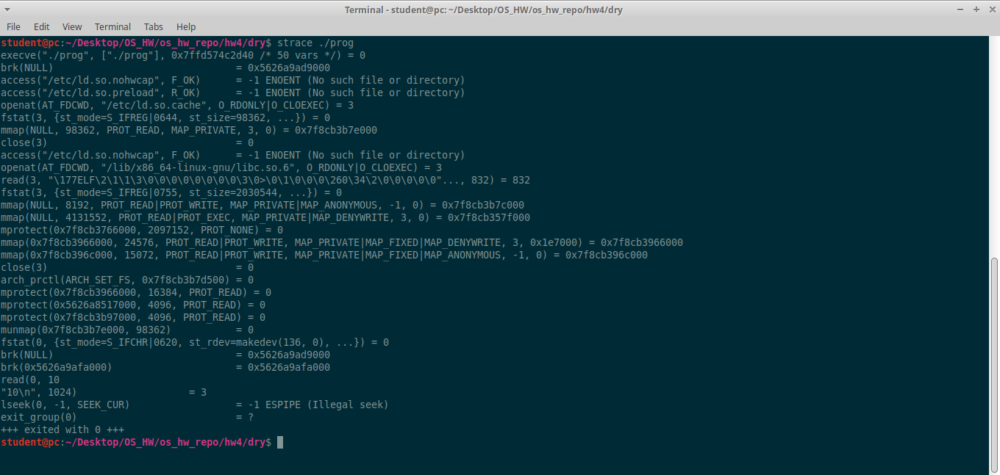 Terminal - student@pc: ~/Desktop/OS_HW/os_hw_repo/hw4/dry
File Edit View Terminal Tabs Help
student@pc:~/Desktop/OS_HW/os_hw_repo/hw4/dry$ strace ./prog
execve("./prog", ["./prog"], 0x7ffd574c2d40 /* 50 vars */) = 0
brk(NULL)                               = 0x5626a9ad9000
access("/etc/ld.so.nohwcap", F_OK)      = -1 ENOENT (No such file or directory)
access("/etc/ld.so.preload", R_OK)      = -1 ENOENT (No such file or directory)
openat(AT_FDCWD, "/etc/ld.so.cache", O_RDONLY|O_CLOEXEC) = 3
fstat(3, {st_mode=S_IFREG|0644, st_size=98362, ...}) = 0
mmap(NULL, 98362, PROT_READ, MAP_PRIVATE, 3, 0) = 0x7f8cb3b7e000
close(3)                                = 0
access("/etc/ld.so.nohwcap", F_OK)      = -1 ENOENT (No such file or directory)
openat(AT_FDCWD, "/lib/x86_64-linux-gnu/libc.so.6", O_RDONLY|O_CLOEXEC) = 3
read(3, "\177ELF\2\1\1\3\0\0\0\0\0\0\0\0\3\0>\0\1\0\0\0\260\34\2\0\0\0\0\0"..., 832) = 832
fstat(3, {st_mode=S_IFREG|0755, st_size=2030544, ...}) = 0
mmap(NULL, 8192, PROT_READ|PROT_WRITE, MAP_PRIVATE|MAP_ANONYMOUS, -1, 0) = 0x7f8cb3b7c000
mmap(NULL, 4131552, PROT_READ|PROT_EXEC, MAP_PRIVATE|MAP_DENYWRITE, 3, 0) = 0x7f8cb357f000
mprotect(0x7f8cb3766000, 2097152, PROT_NONE) = 0
mmap(0x7f8cb3966000, 24576, PROT_READ|PROT_WRITE, MAP_PRIVATE|MAP_FIXED|MAP_DENYWRITE, 3, 0x1e7000) = 0x7f8cb3966000
mmap(0x7f8cb396c000, 15072, PROT_READ|PROT_WRITE, MAP_PRIVATE|MAP_FIXED|MAP_ANONYMOUS, -1, 0) = 0x7f8cb396c000
close(3)                                = 0
arch_prctl(ARCH_SET_FS, 0x7f8cb3b7d500) = 0
mprotect(0x7f8cb3966000, 16384, PROT_READ) = 0
mprotect(0x5626a8517000, 4096, PROT_READ) = 0
mprotect(0x7f8cb3b97000, 4096, PROT_READ) = 0
munmap(0x7f8cb3b7e000, 98362)           = 0
fstat(0, {st_mode=S_IFCHR|0620, st_rdev=makedev(136, 0), ...}) = 0
brk(NULL)                               = 0x5626a9ad9000
brk(0x5626a9afa000)                     = 0x5626a9afa000
read(0, 10
"10\n", 1024)                   = 3
lseek(0, -1, SEEK_CUR)                  = -1 ESPIPE (Illegal seek)
exit_group(0)                           = ?
+++ exited with 0 +++
student@pc:~/Desktop/OS_HW/os_hw_repo/hw4/dry$